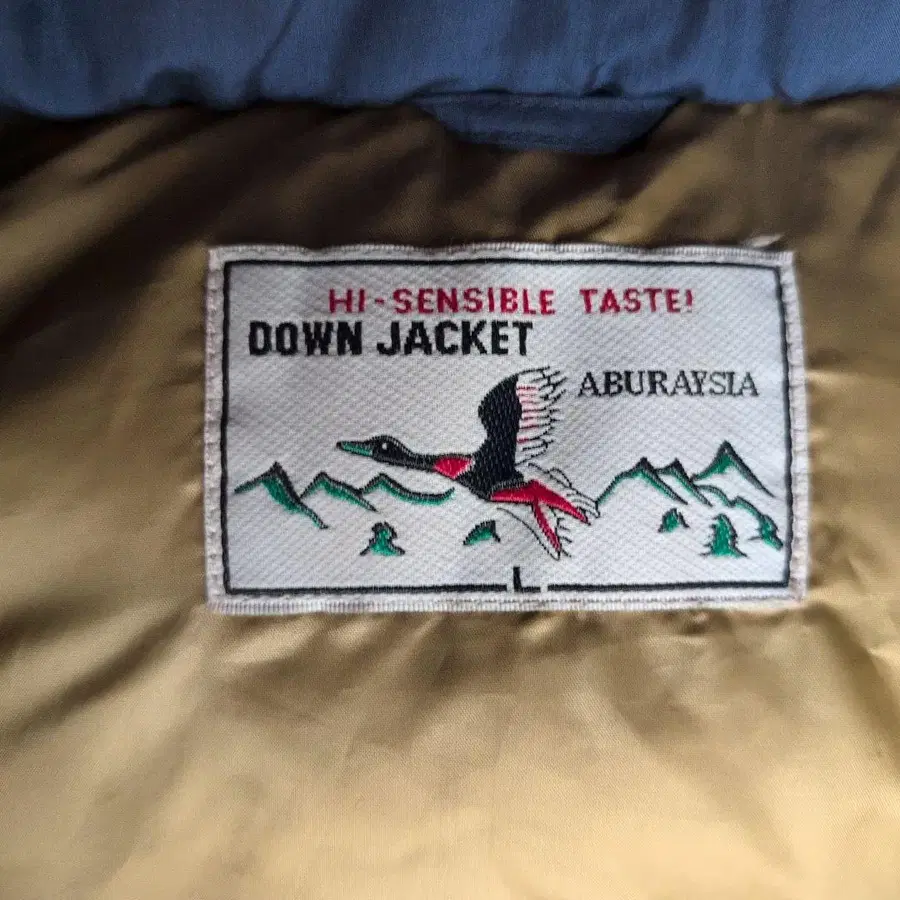 HI-SENSIBLE TASTE!
DOWN JACKET
ABURAYSIA
L